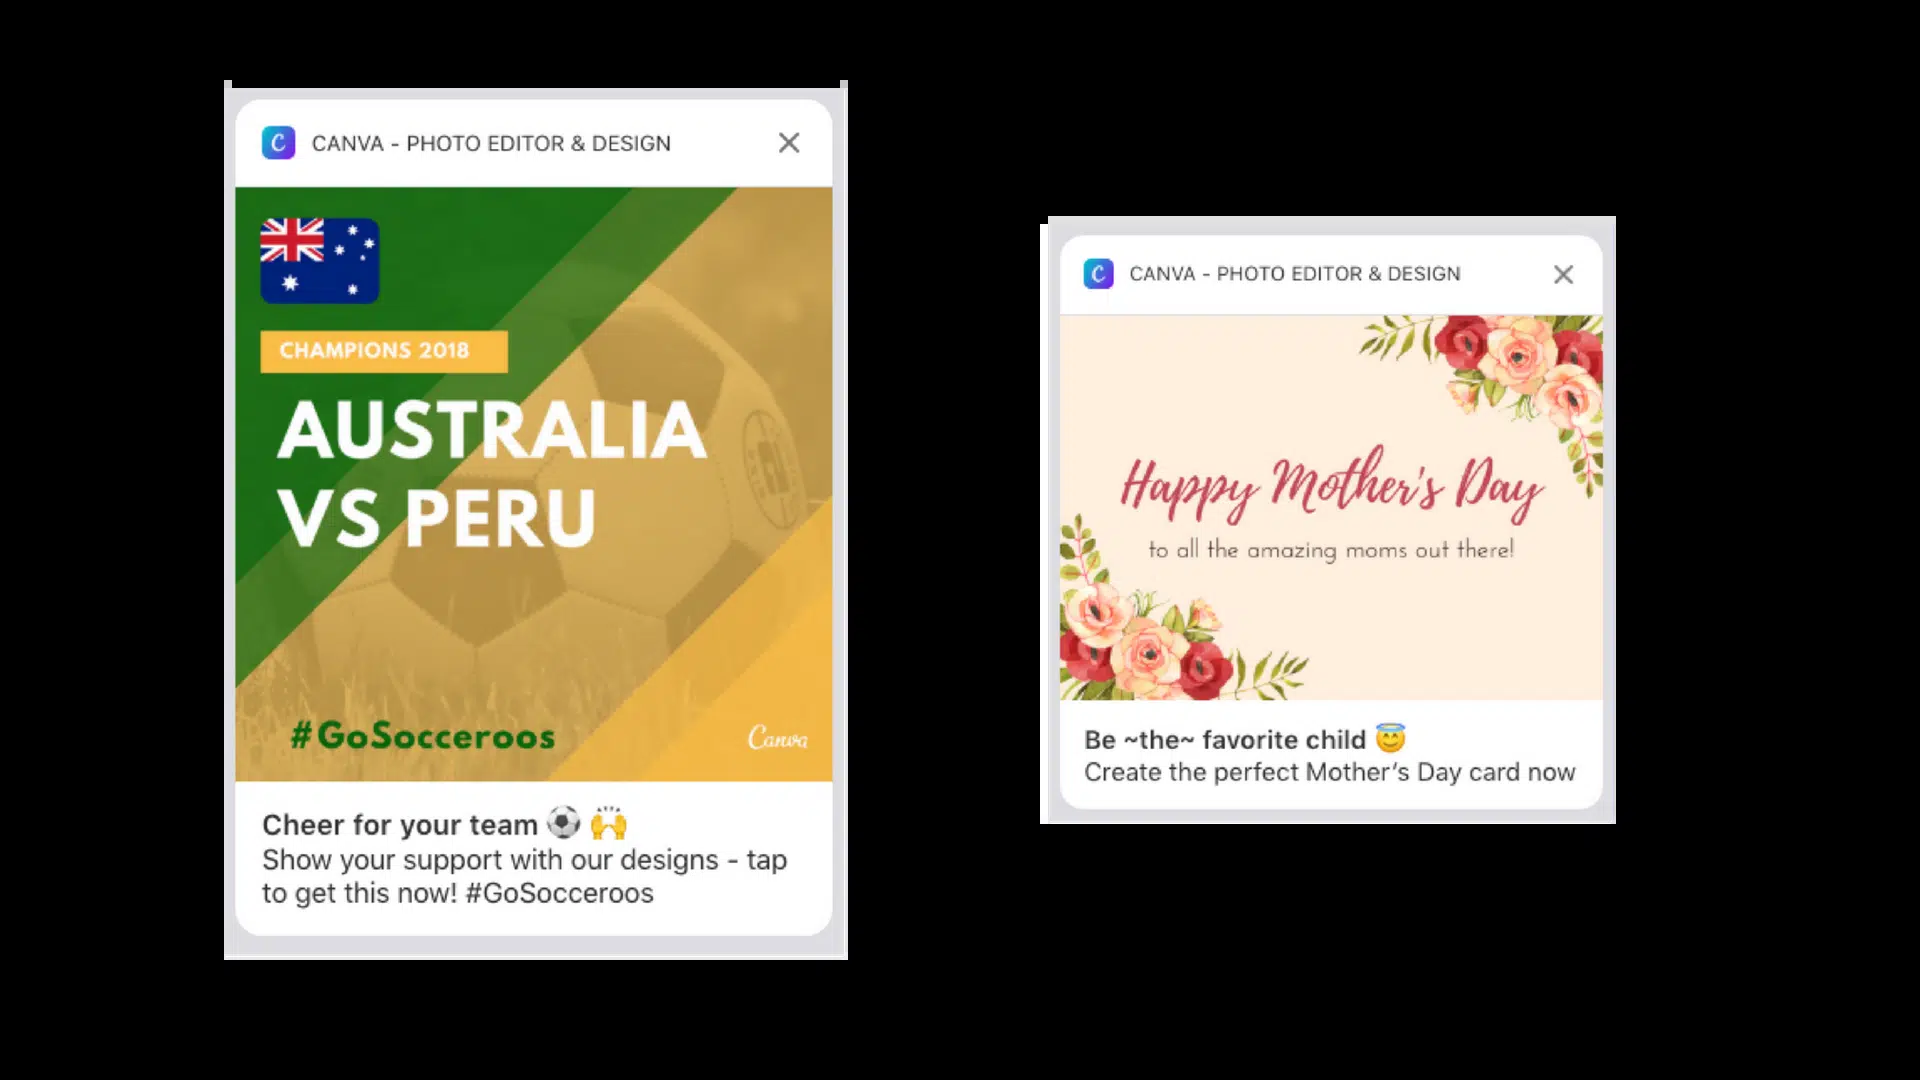 CANVA - PHOTO EDITOR & DESIGN
CHAMPIONS 2018
AUSTRALIA
VS PERU
#GoSocceroos
Canva
Cheer for your team ⚽ 🙌
Show your support with our designs - tap
to get this now! #GoSocceroos
CANVA - PHOTO EDITOR & DESIGN
Happy Mother's Day
to all the amazing moms out there!
Be ~the~ favorite child 😇
Create the perfect Mother’s Day card now